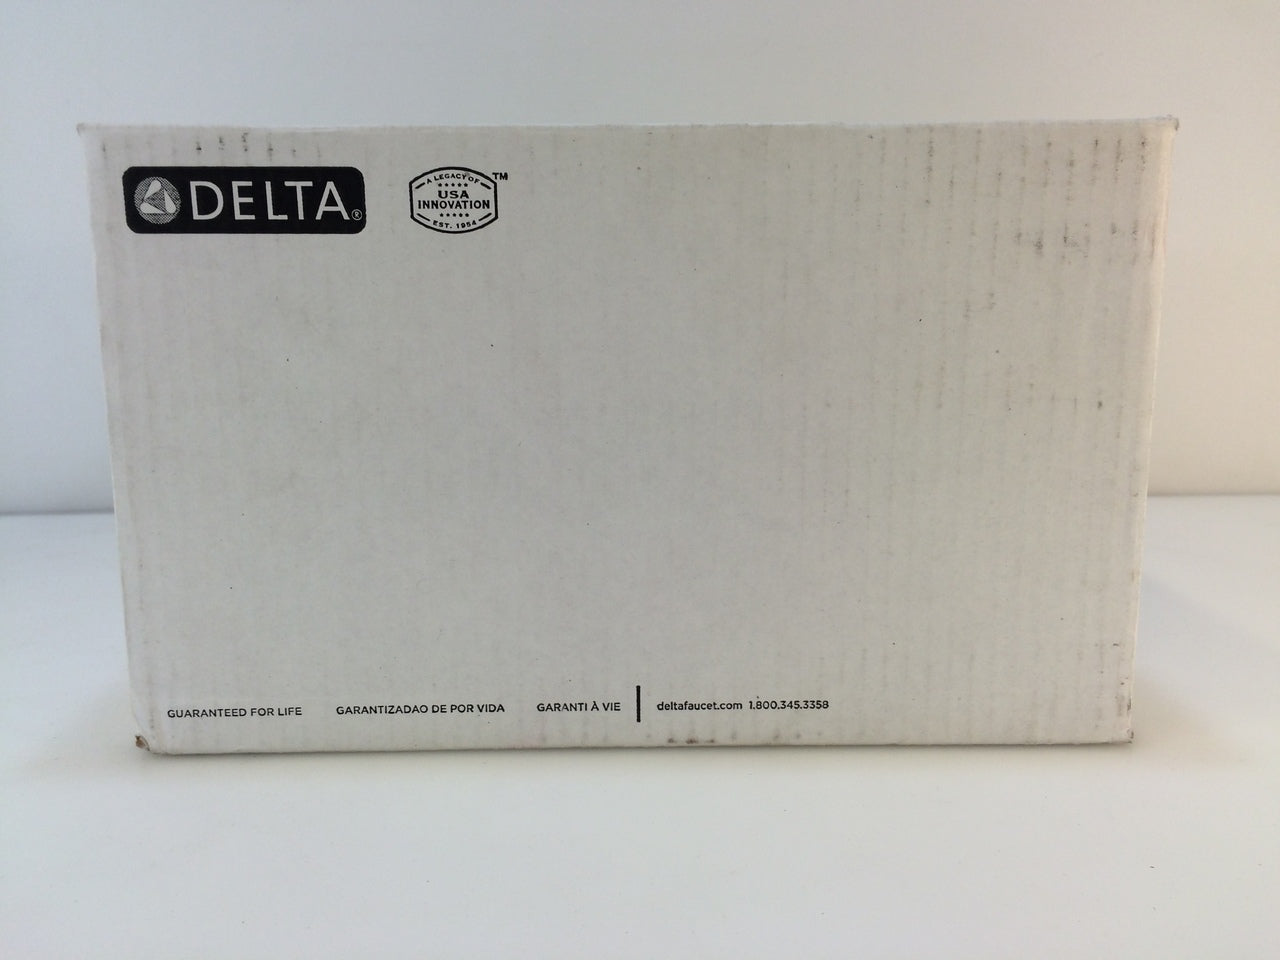 DELTA®
A LEGACY OF ™
USA
INNOVATION
EST. 1954
GUARANTEED FOR LIFE GARANTIZADAO DE POR VIDA GARANTI À VIE | deltafaucet.com 1.800.345.3358